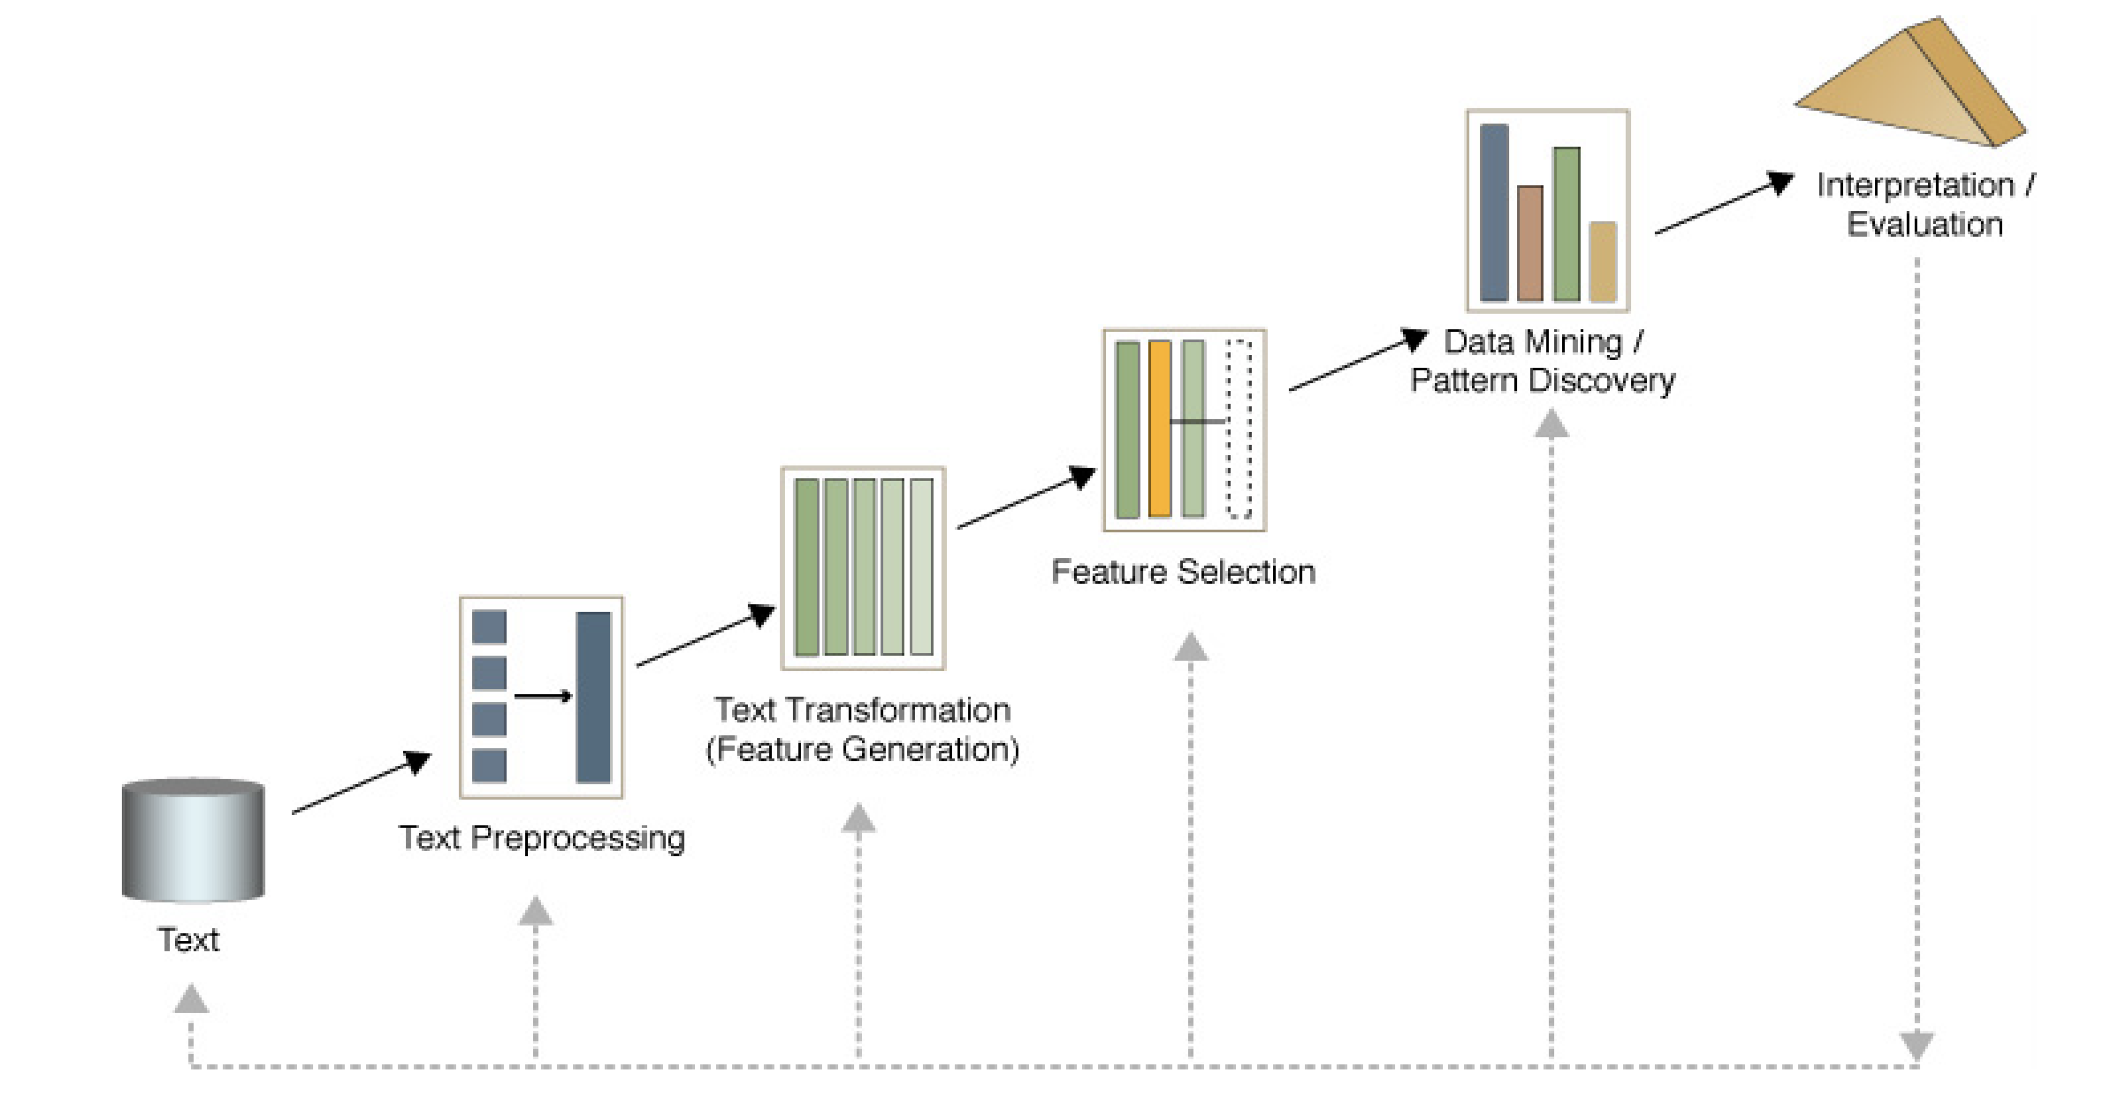 Text
Text Preprocessing
Text Transformation
(Feature Generation)
Feature Selection
Data Mining /
Pattern Discovery
Interpretation /
Evaluation